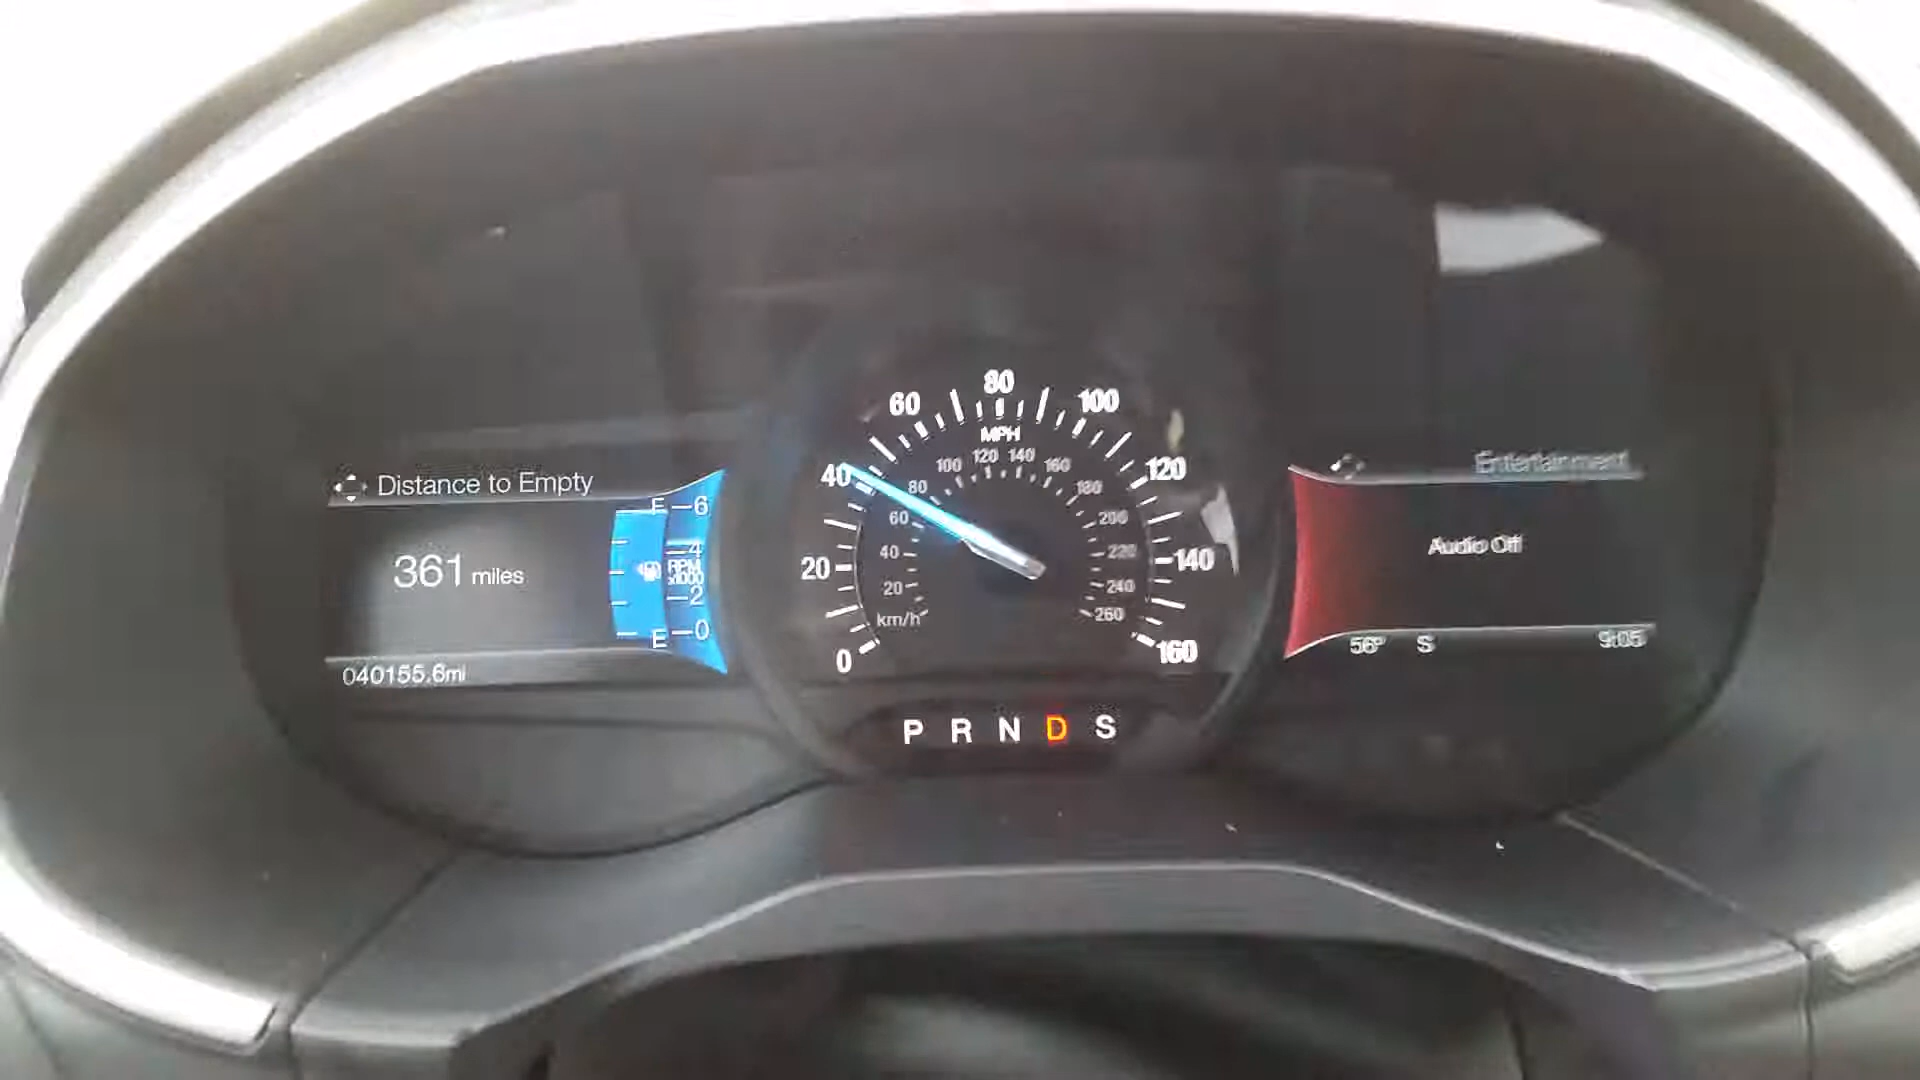 Distance to Empty
361 miles
040155.6mi
F
E
6
4
RPM
x1000
2
0
0
20
40
60
80
100
120
140
160
MPH
km/h
20
40
60
80
100
120
140
160
180
200
220
240
260
P R N D S
Entertainment
Audio Off
56° S 9:05